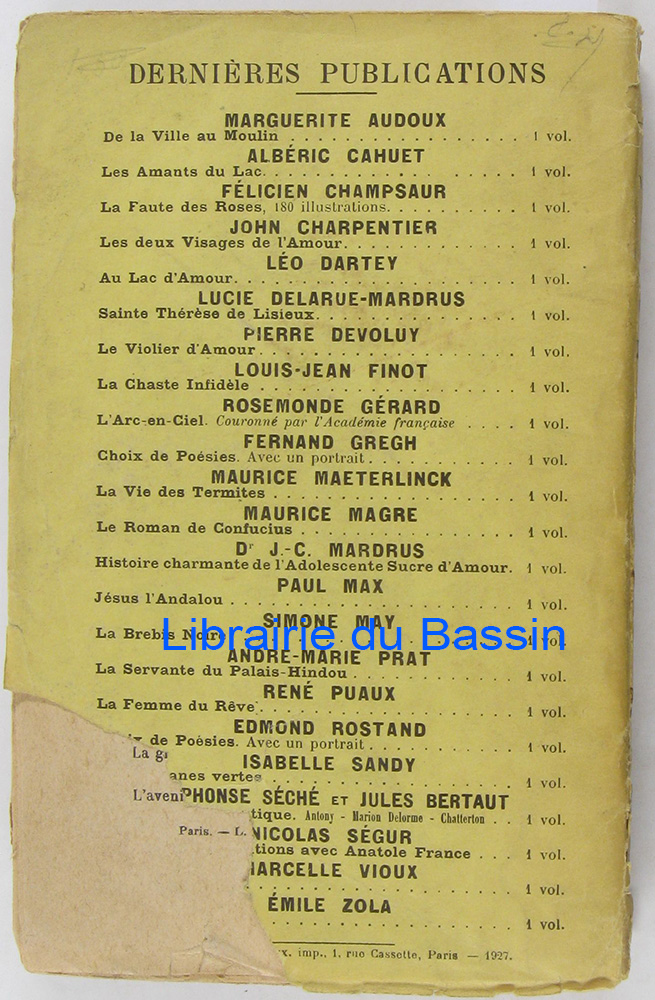 DERNIÈRES PUBLICATIONS
MARGUERITE AUDOUX
De la Ville au Moulin . . . . . . . . . . . . . . 1 vol.
ALBÉRIC CAHUET
Les Amants du Lac. . . . . . . . . . . . . . . 1 vol.
FÉLICIEN CHAMPSAUR
La Faute des Roses, 180 illustrations. . . . . . . . . . 1 vol.
JOHN CHARPENTIER
Les deux Visages de l'Amour. . . . . . . . . . . . 1 vol.
LÉO DARTEY
Au Lac d'Amour. . . . . . . . . . . . . . . . . 1 vol.
LUCIE DELARUE-MARDRUS
Sainte Thérèse de Lisieux. . . . . . . . . . . . . 1 vol.
PIERRE DEVOLUY
Le Violier d'Amour . . . . . . . . . . . . . . . . 1 vol.
LOUIS-JEAN FINOT
La Chaste Infidèle . . . . . . . . . . . . . . . . 1 vol.
ROSEMONDE GÉRARD
L'Arc-en-Ciel. Couronné par l'Académie française . . . . 1 vol.
FERNAND GREGH
Choix de Poésies. Avec un portrait. . . . . . . . . . . 1 vol.
MAURICE MAETERLINCK
La Vie des Termites . . . . . . . . . . . . . . . 1 vol.
MAURICE MAGRE
Le Roman de Confucius . . . . . . . . . . . . . . 1 vol.
Dr J.-C. MARDRUS
Histoire charmante de l'Adolescente Sucre d'Amour. 1 vol.
PAUL MAX
Jésus l'Andalou . . . . . . . . . . . . . . . . . 1 vol.
SIMONE MAY
La Brebis Noire . . . . . . . . . . . . . . . . . 1 vol.
Librairie du Bassin
ANDRÉ-MARIE PRAT
La Servante du Palais-Hindou . . . . . . . . . . . 1 vol.
RENÉ PUAUX
La Femme du Rêve . . . . . . . . . . . . . . . . 1 vol.
EDMOND ROSTAND
de Poésies. Avec un portrait . . . . . . . . . . . 1 vol.
La
ISABELLE SANDY
anes vertes . . . . . . . . . . . . . . . 1 vol.
L'aveni
PHONSE SÉCHÉ ET JULES BERTAUT
tique. Antony - Marion Delorme - Chatterton . . 1 vol.
Paris. — L.
NICOLAS SÉGUR
tions avec Anatole France . . . 1 vol.
ARCELLE VIOUX
. . . . . . . . . . . . . . . 1 vol.
ÉMILE ZOLA
. . . . . . . . . . . . . . . 1 vol.
x. imp., 1, rue Cassette, Paris — 1927.